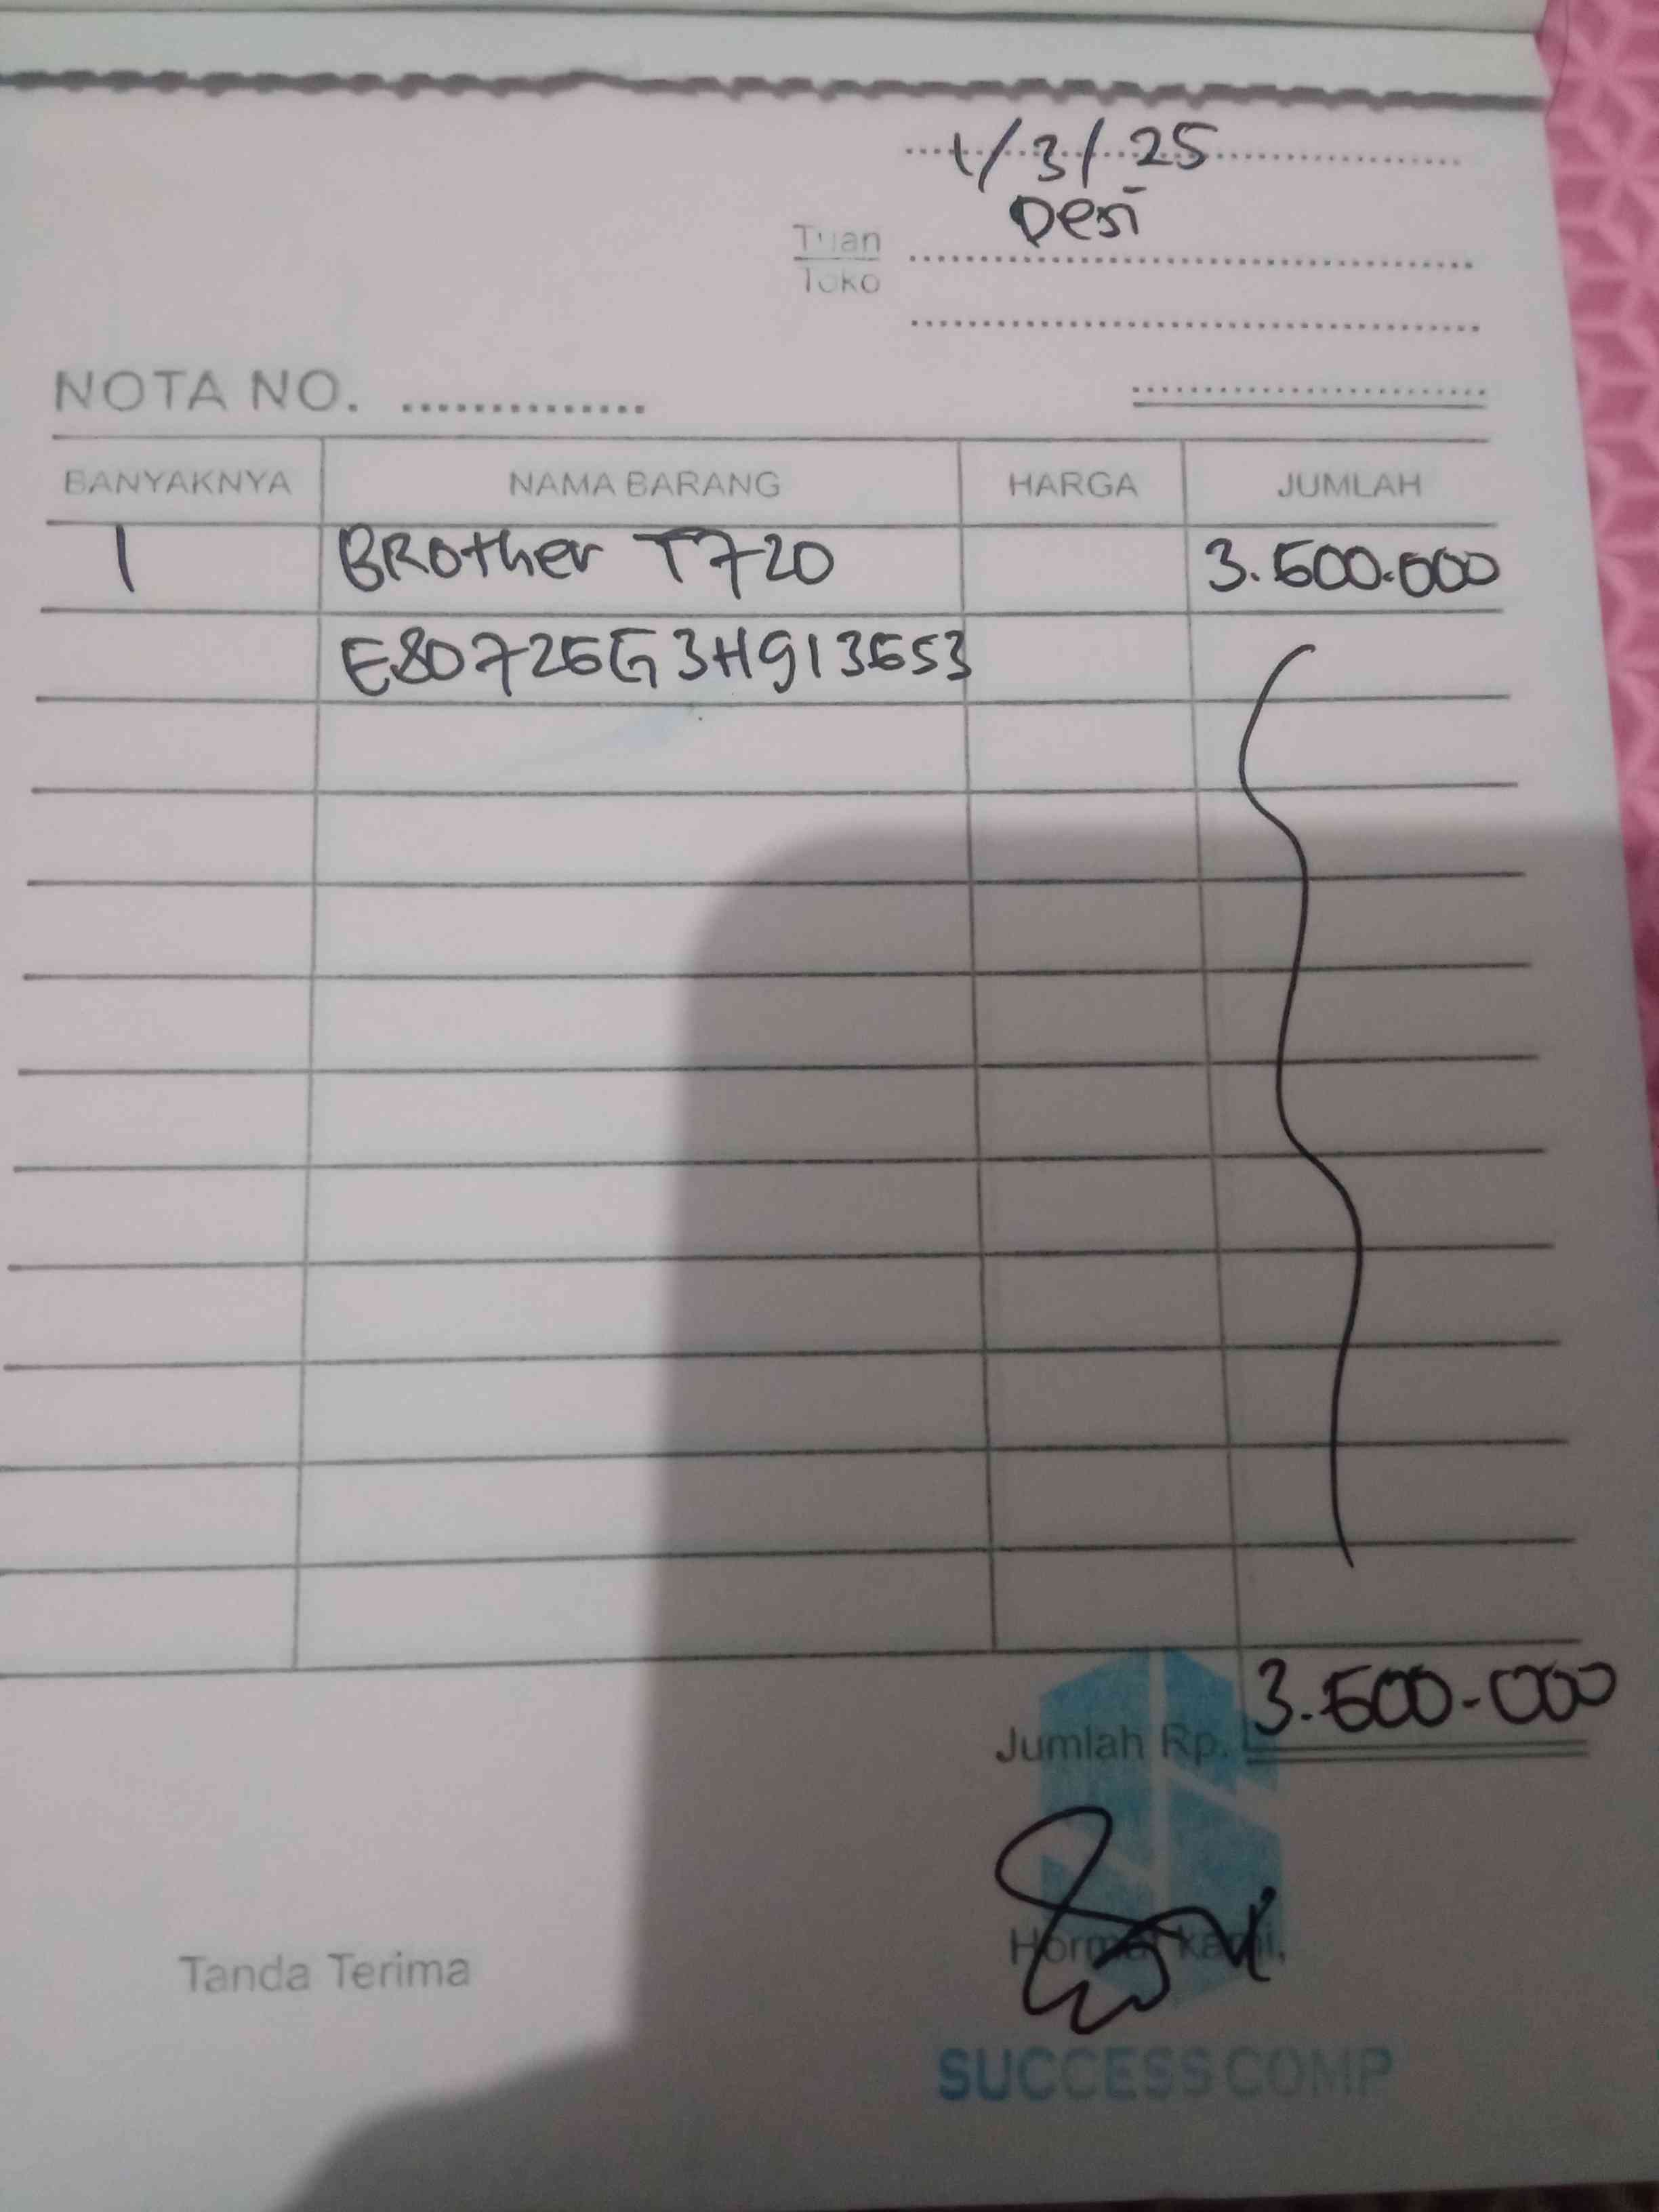 1/3/25
Desi
Tuan
Toko
NOTA NO. ..............
BANYAKNYA NAMA BARANG HARGA JUMLAH
1 BROther T720 3.500.000
E80726G3H913653
Jumlah Rp. 3.500.000
Tanda Terima Hormat kami,
SUCCESS COMP